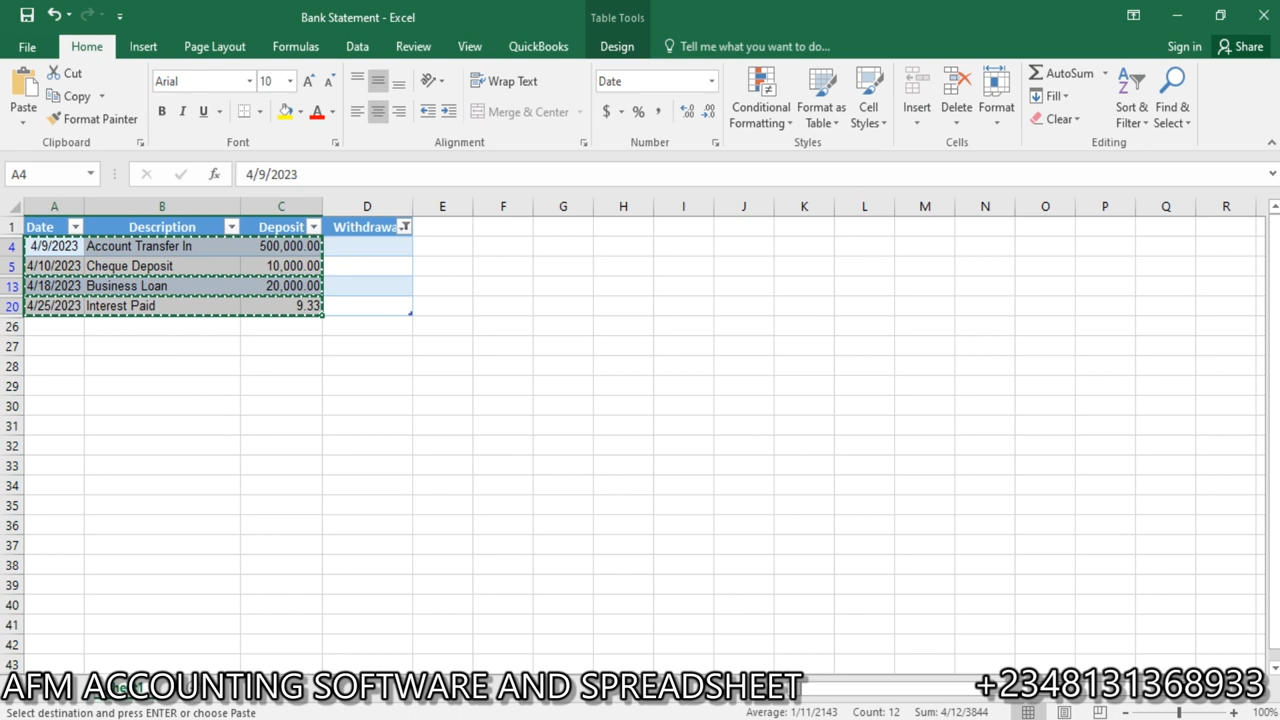 Bank Statement - Excel
Table Tools
File Home Insert Page Layout Formulas Data Review View QuickBooks Design Tell me what you want to do... Sign in Share
Paste
Cut
Copy
Format Painter
Clipboard
Arial 10
B I U
A
Font
Wrap Text
Merge & Center
Alignment
Date
$ % ,
Number
Conditional Formatting
Format as Table
Cell Styles
Styles
Insert
Delete
Format
Cells
AutoSum
Fill
Clear
Sort & Filter
Find & Select
Editing
A4 fx 4/9/2023
A B C D E F G H I J K L M N O P Q R
1 Date Description Deposit Withdrawa
4 4/9/2023 Account Transfer In 500,000.00
5 4/10/2023 Cheque Deposit 10,000.00
13 4/18/2023 Business Loan 20,000.00
20 4/25/2023 Interest Paid 9.33
26
27
28
29
30
31
32
33
34
35
36
37
38
39
40
41
42
43
AFM ACCOUNTING SOFTWARE AND SPREADSHEET +2348131368933
Select destination and press ENTER or choose Paste Average: 1/11/2143 Count: 12 Sum: 4/12/3844 100%